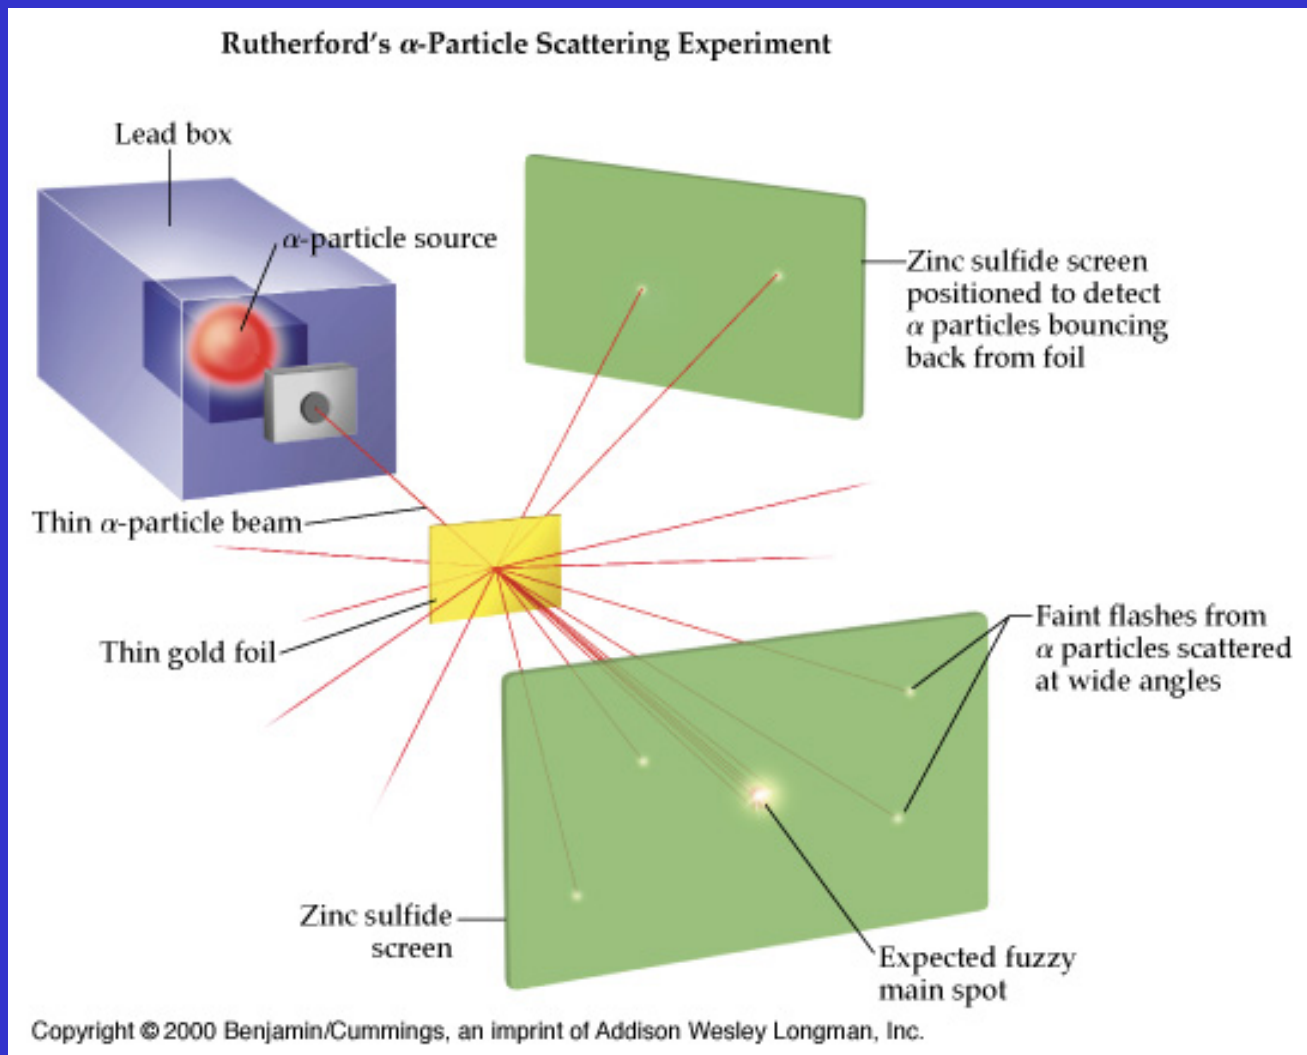 Rutherford's α-Particle Scattering Experiment
Lead box
α-particle source
Zinc sulfide screen
positioned to detect
α particles bouncing
back from foil
Thin α-particle beam
Thin gold foil
Faint flashes from
α particles scattered
at wide angles
Zinc sulfide
screen
Expected fuzzy
main spot
Copyright © 2000 Benjamin/Cummings, an imprint of Addison Wesley Longman, Inc.